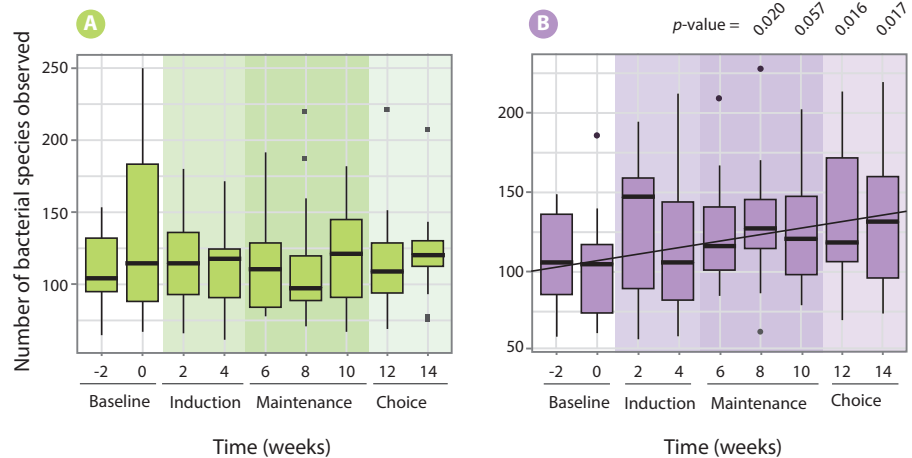 A
B
p-value = 0.020 0.057 0.016 0.017
Number of bacterial species observed
250
200
150
100
200
150
100
50
-2 0 2 4 6 8 10 12 14
Baseline Induction Maintenance Choice
Time (weeks)
-2 0 2 4 6 8 10 12 14
Baseline Induction Maintenance Choice
Time (weeks)